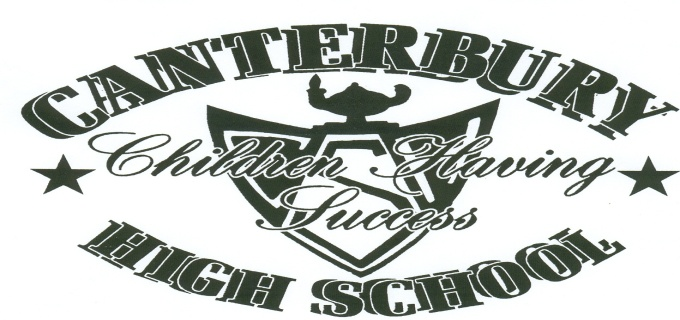 CANTERBURY
Children Having
Success
HIGH SCHOOL